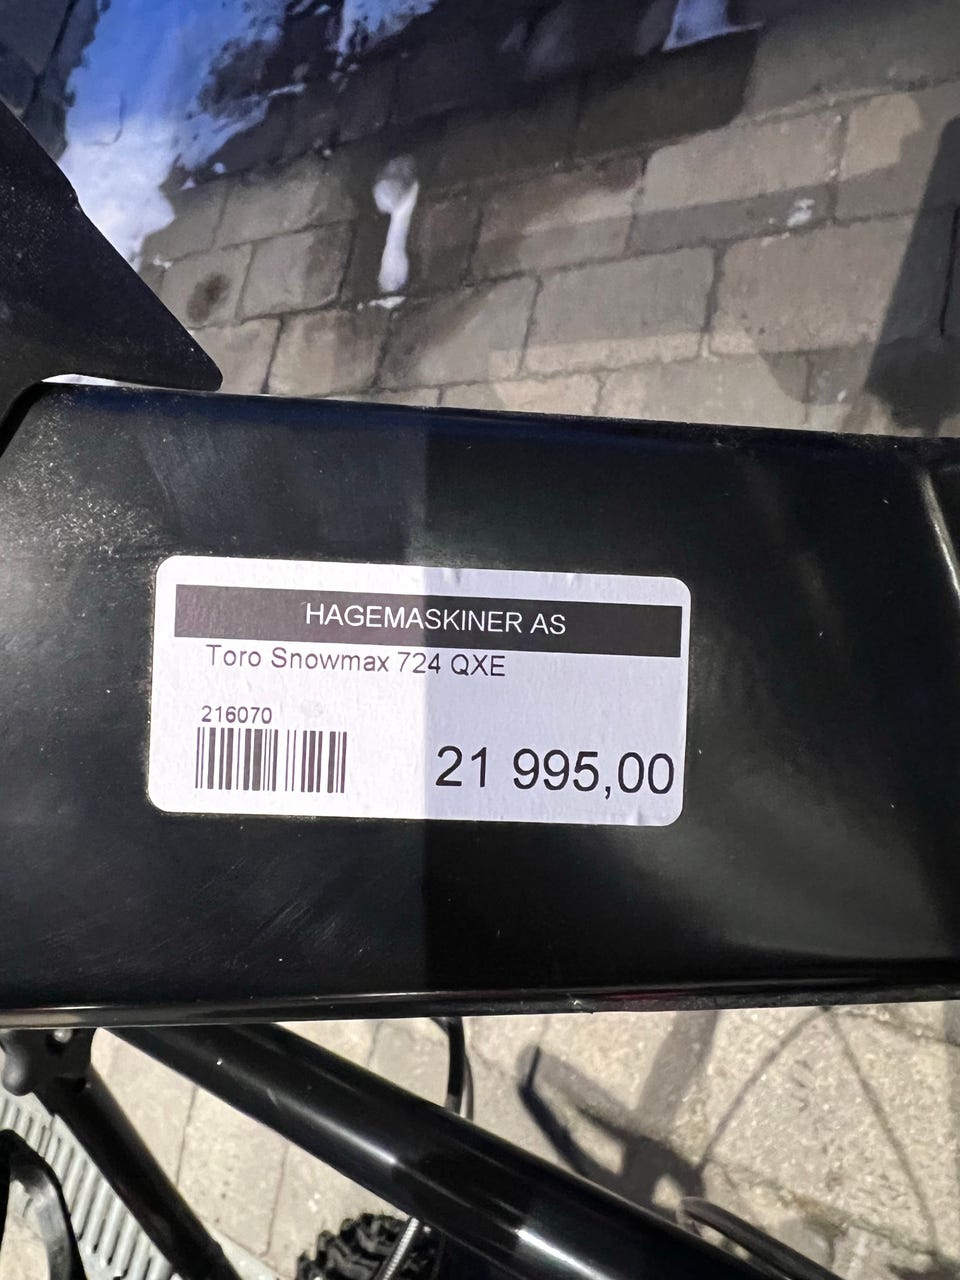 HAGEMASKINER AS
Toro Snowmax 724 QXE
216070
21 995,00